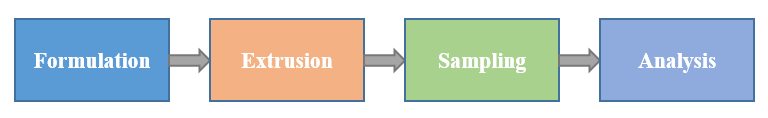 Formulation
Extrusion
Sampling
Analysis